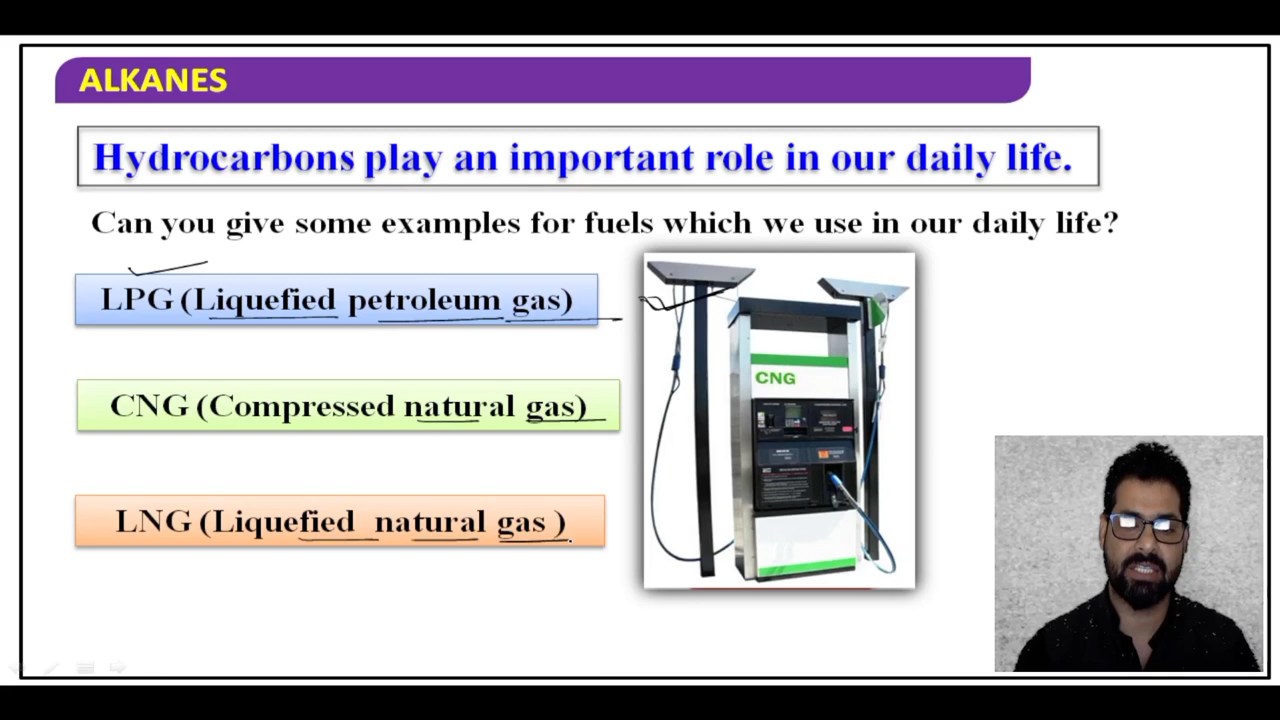 ALKANES
Hydrocarbons play an important role in our daily life.
Can you give some examples for fuels which we use in our daily life?
LPG (Liquefied petroleum gas)
CNG (Compressed natural gas)
LNG (Liquefied natural gas )
CNG